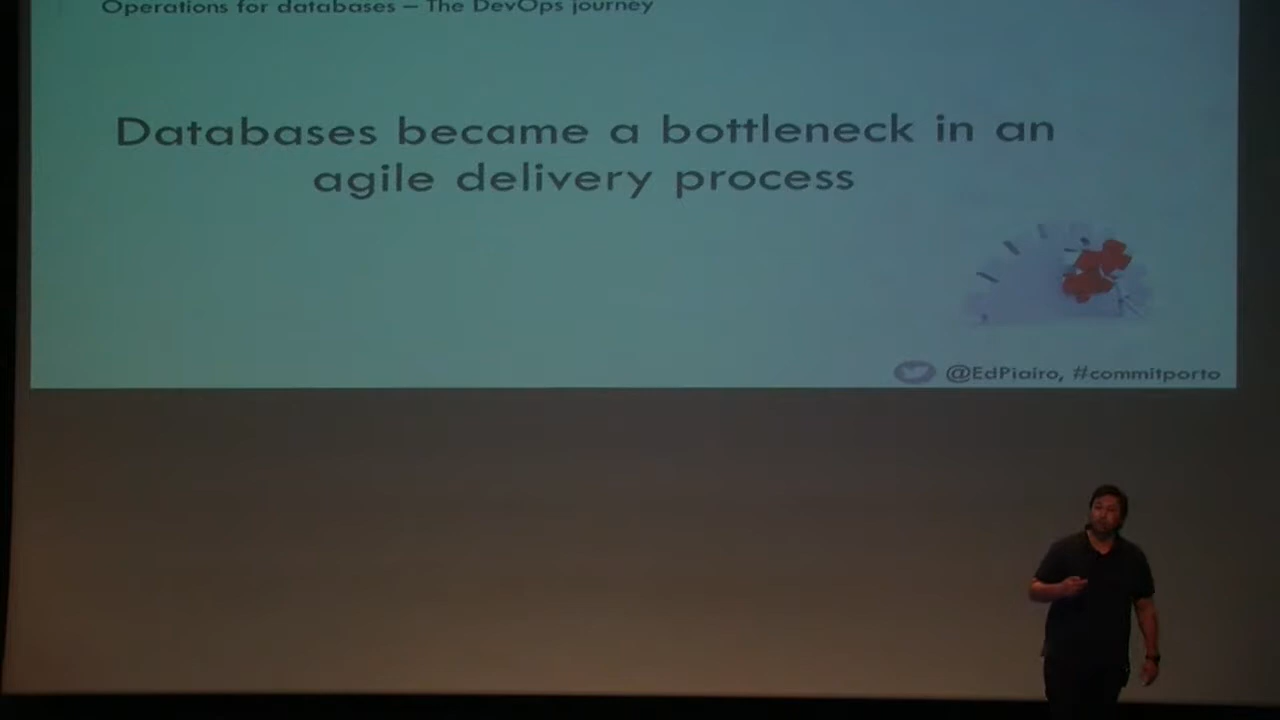 Operations for databases – The DevOps journey
Databases became a bottleneck in an
agile delivery process
@EdPiairo, #commitporto